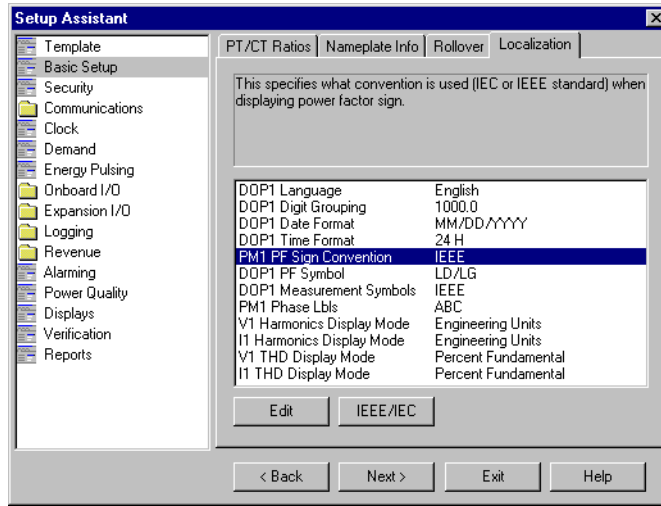 Setup Assistant
Template
Basic Setup
Security
Communications
Clock
Demand
Energy Pulsing
Onboard I/O
Expansion I/O
Logging
Revenue
Alarming
Power Quality
Displays
Verification
Reports
PT/CT Ratios Nameplate Info Rollover Localization
This specifies what convention is used (IEC or IEEE standard) when
displaying power factor sign.
DOP1 Language English
DOP1 Digit Grouping 1000.0
DOP1 Date Format MM/DD/YYYY
DOP1 Time Format 24 H
PM1 PF Sign Convention IEEE
DOP1 PF Symbol LD/LG
DOP1 Measurement Symbols IEEE
PM1 Phase Lbls ABC
V1 Harmonics Display Mode Engineering Units
I1 Harmonics Display Mode Engineering Units
V1 THD Display Mode Percent Fundamental
I1 THD Display Mode Percent Fundamental
Edit IEEE/IEC
< Back Next > Exit Help